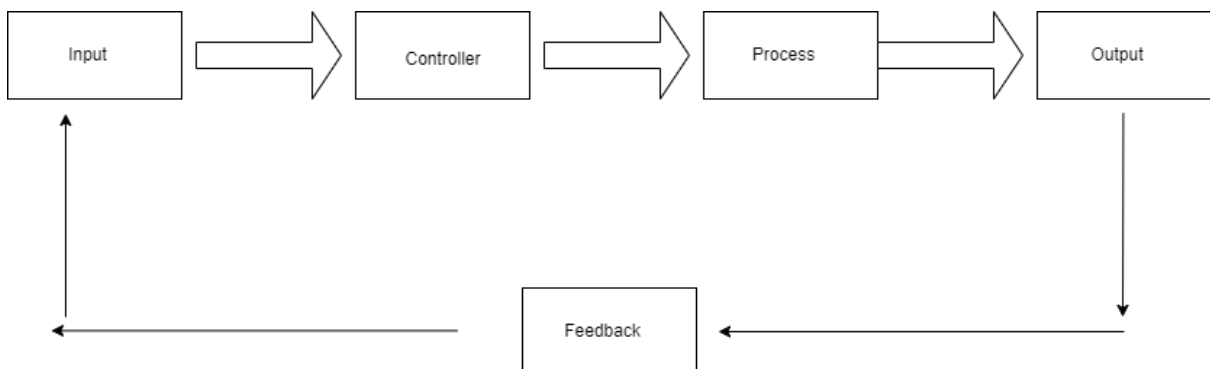 Input
Controller
Process
Output
Feedback